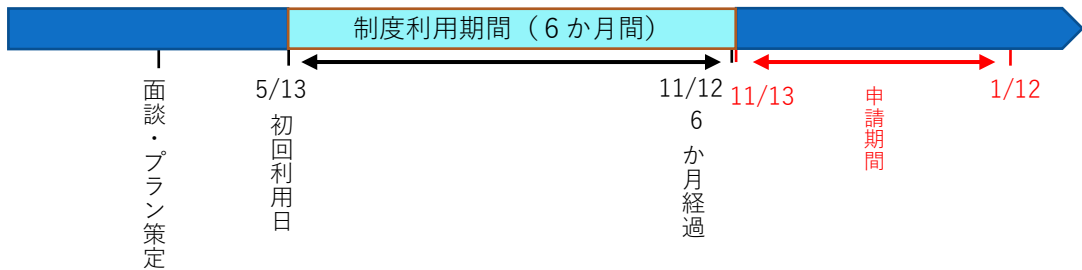 制度利用期間（６か月間）
5/13
11/12
11/13
1/12
面談・プラン策定
初回利用日
６か月経過
申請期間